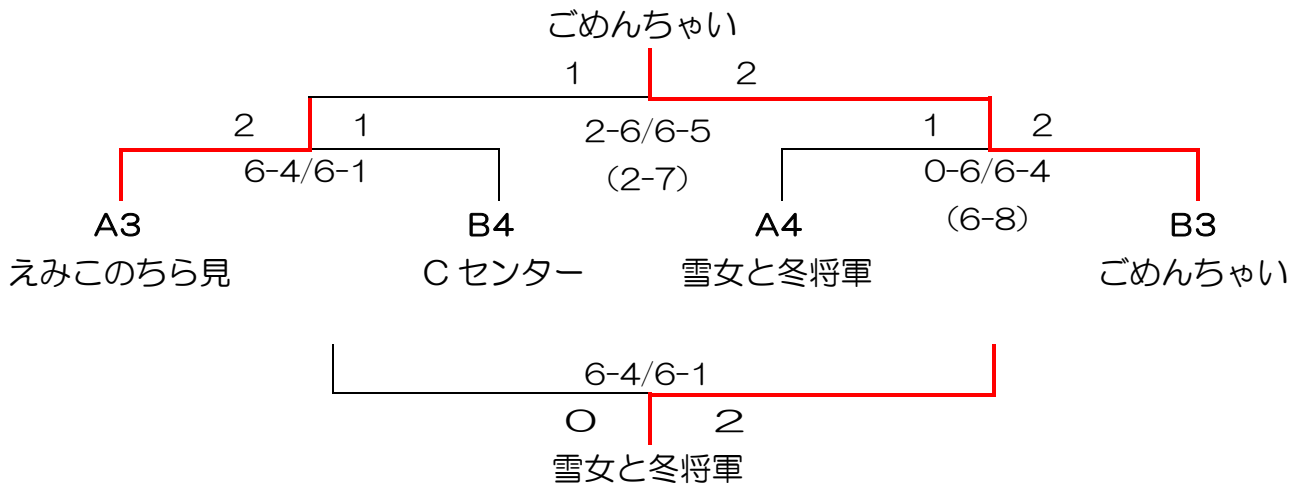 ごめんちゃい
1 2
2 1 2-6/6-5 1 2
6-4/6-1 (2-7) 0-6/6-4
A3 B4 A4 (6-8) B3
えみこのちら見 C センター 雪女と冬将軍 ごめんちゃい
6-4/6-1
0 2
雪女と冬将軍